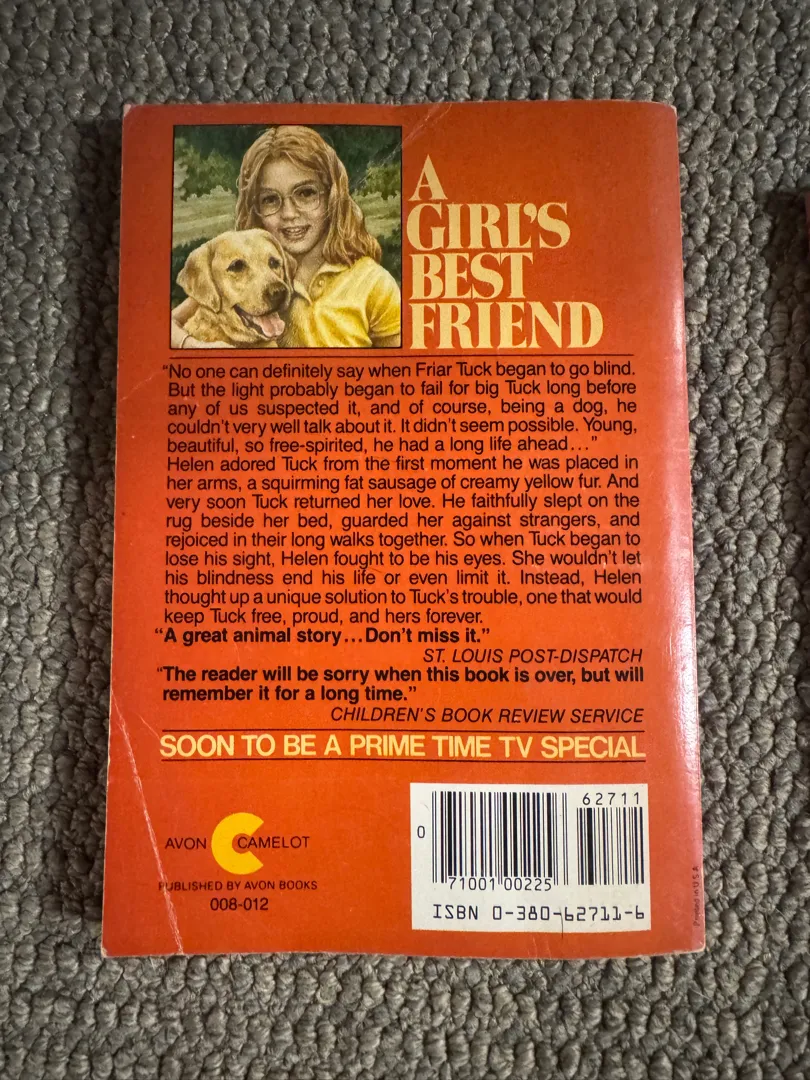 A
GIRL'S
BEST
FRIEND
"No one can definitely say when Friar Tuck began to go blind.
But the light probably began to fail for big Tuck long before
any of us suspected it, and of course, being a dog, he
couldn't very well talk about it. It didn't seem possible. Young,
beautiful, so free-spirited, he had a long life ahead..."
Helen adored Tuck from the first moment he was placed in
her arms, a squirming fat sausage of creamy yellow fur. And
very soon Tuck returned her love. He faithfully slept on the
rug beside her bed, guarded her against strangers, and
rejoiced in their long walks together. So when Tuck began to
lose his sight, Helen fought to be his eyes. She wouldn't let
his blindness end his life or even limit it. Instead, Helen
thought up a unique solution to Tuck's trouble, one that would
keep Tuck free, proud, and hers forever.
"A great animal story...Don't miss it."
ST. LOUIS POST-DISPATCH
"The reader will be sorry when this book is over, but will
remember it for a long time."
CHILDREN'S BOOK REVIEW SERVICE
SOON TO BE A PRIME TIME TV SPECIAL
AVON CAMELOT
PUBLISHED BY AVON BOOKS
008-012
62711
0
71001 00225
ISBN 0-380-62711-6
Printed in U.S.A.